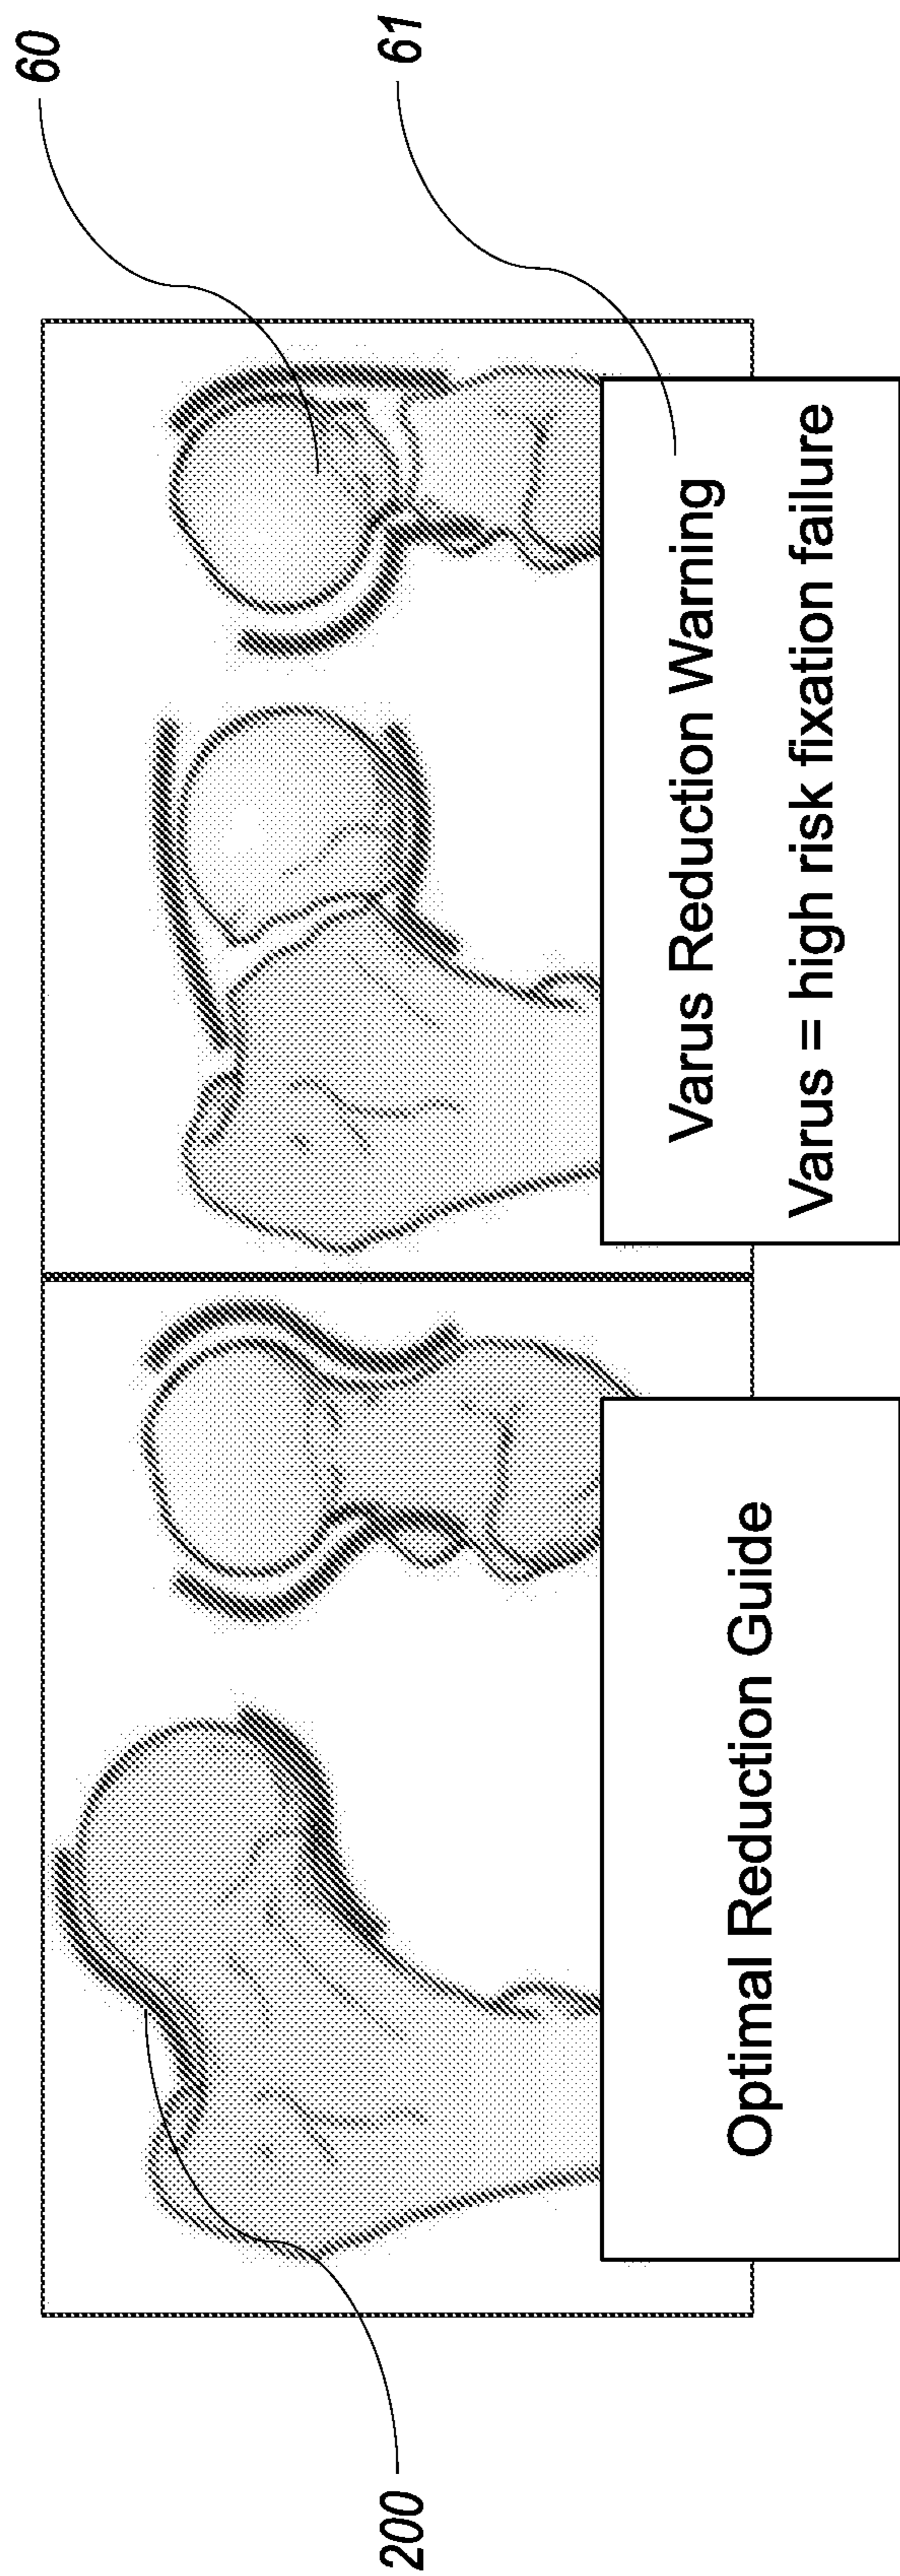 200
60
61
Optimal Reduction Guide
Varus Reduction Warning
Varus = high risk fixation failure